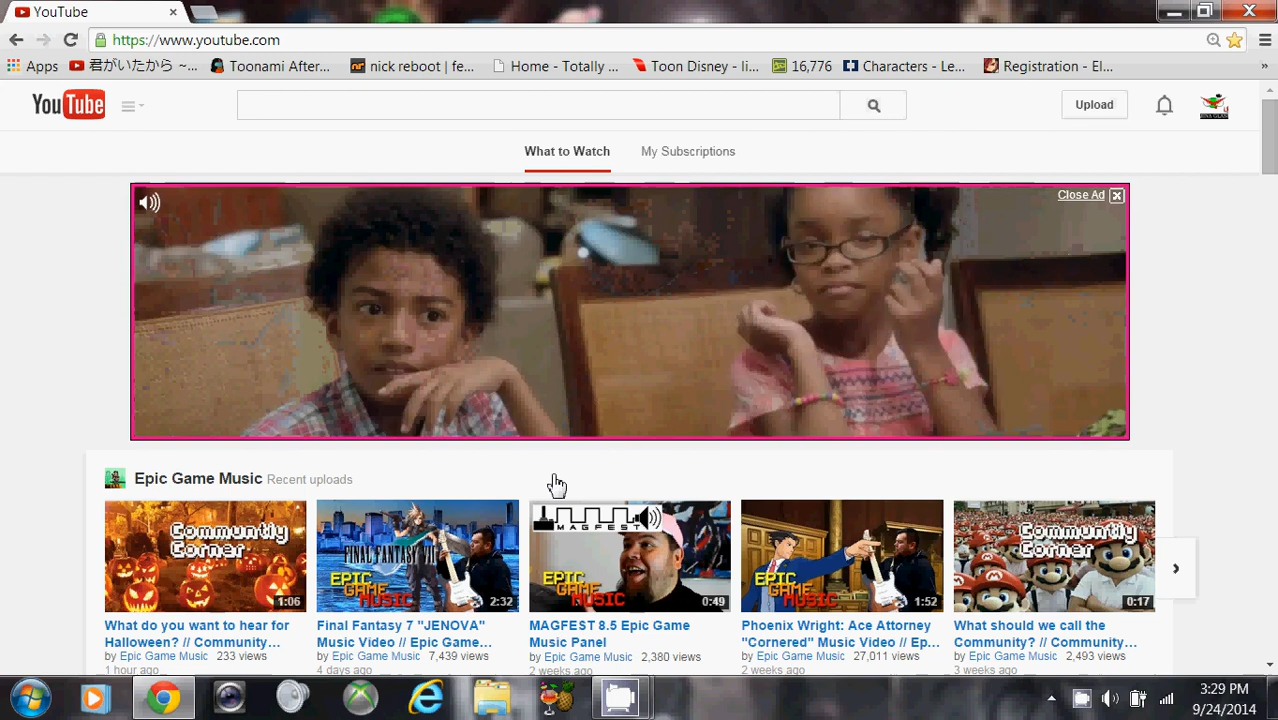 YouTube
https://www.youtube.com
Apps 君がいたから ~... Toonami After... nick reboot | fe... Home - Totally ... Toon Disney - li... 16,776 Characters - Le... Registration - El... »
YouTube Upload
What to Watch My Subscriptions
Close Ad
Epic Game Music Recent uploads
Communtiy
Corner
1:06
FINAL FANTASY VII
EPIC
GAME
MUSIC
2:32
MAGFEST
EPIC
GAME
MUSIC
0:49
EPIC
GAME
MUSIC
1:52
Communtiy
Corner
0:17
What do you want to hear for
Halloween? // Community...
by Epic Game Music 233 views
1 hour ago
Final Fantasy 7 "JENOVA"
Music Video // Epic Game...
by Epic Game Music 7,439 views
4 days ago
MAGFEST 8.5 Epic Game
Music Panel
by Epic Game Music 2,380 views
2 weeks ago
Phoenix Wright: Ace Attorney
"Cornered" Music Video // Ep...
by Epic Game Music 27,011 views
2 weeks ago
What should we call the
Community? // Community...
by Epic Game Music 2,493 views
3 weeks ago
3:29 PM
9/24/2014